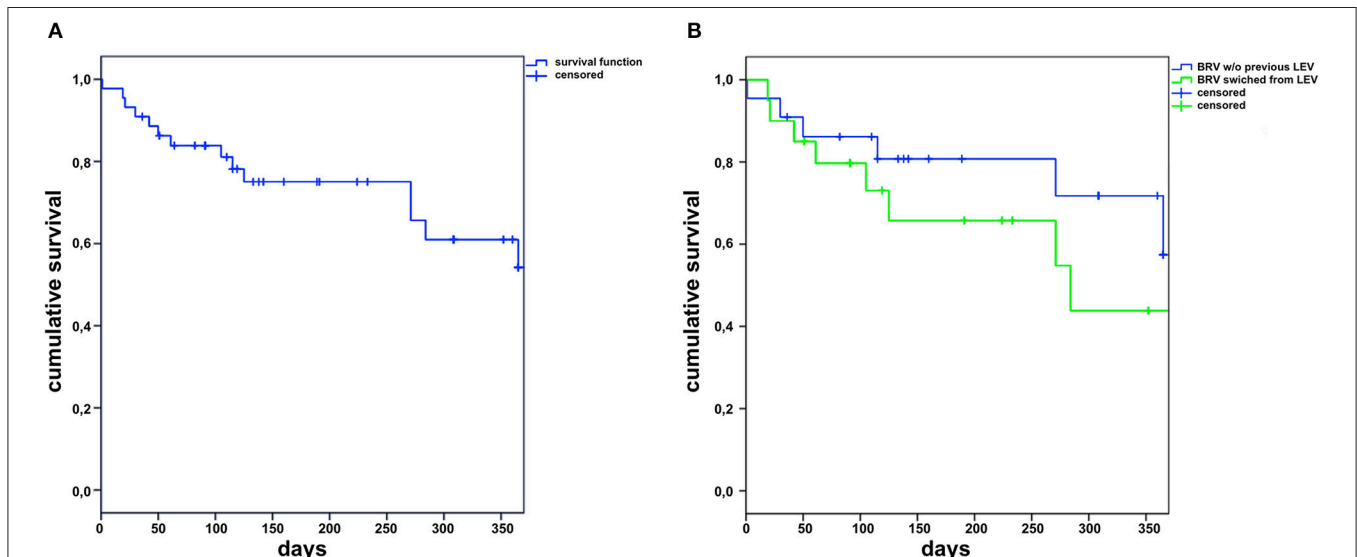 A
survival function
censored
1,0
0,8
0,6
0,4
0,2
0,0
cumulative survival
0 50 100 150 200 250 300 350
days
B
BRV w/o previous LEV
BRV swiched from LEV
censored
censored
1,0
0,8
0,6
0,4
0,2
0,0
cumulative survival
0 50 100 150 200 250 300 350
days